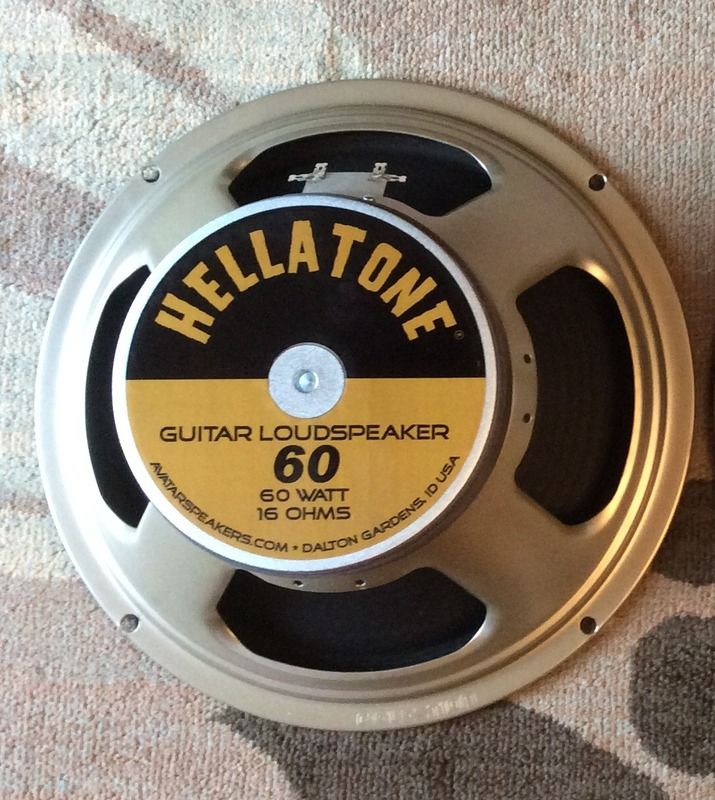 HELLATONE®
GUITAR LOUDSPEAKER
60
60 WATT
16 OHMS
AVATARSPEAKERS.COM * DALTON GARDENS, ID USA